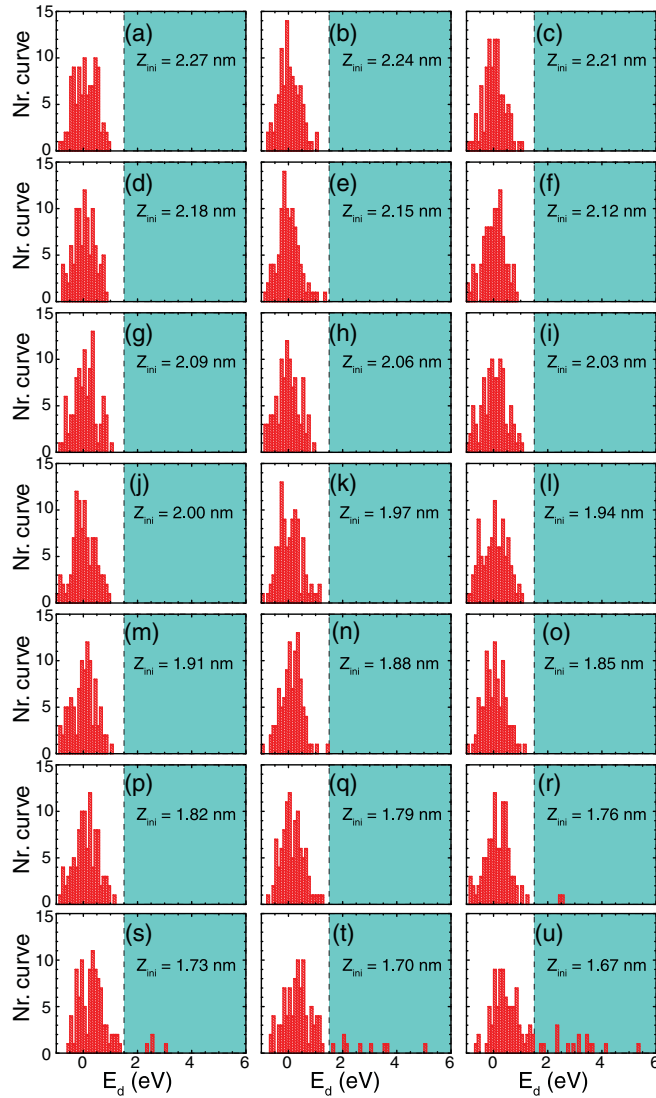 15
10
5
0
Nr. curve
(a)
Z_ini = 2.27 nm
(b)
Z_ini = 2.24 nm
(c)
Z_ini = 2.21 nm
15
10
5
0
Nr. curve
(d)
Z_ini = 2.18 nm
(e)
Z_ini = 2.15 nm
(f)
Z_ini = 2.12 nm
15
10
5
0
Nr. curve
(g)
Z_ini = 2.09 nm
(h)
Z_ini = 2.06 nm
(i)
Z_ini = 2.03 nm
15
10
5
0
Nr. curve
(j)
Z_ini = 2.00 nm
(k)
Z_ini = 1.97 nm
(l)
Z_ini = 1.94 nm
15
10
5
0
Nr. curve
(m)
Z_ini = 1.91 nm
(n)
Z_ini = 1.88 nm
(o)
Z_ini = 1.85 nm
15
10
5
0
Nr. curve
(p)
Z_ini = 1.82 nm
(q)
Z_ini = 1.79 nm
(r)
Z_ini = 1.76 nm
15
10
5
0
Nr. curve
(s)
Z_ini = 1.73 nm
(t)
Z_ini = 1.70 nm
(u)
Z_ini = 1.67 nm
0 2 4 6
0 2 4 6
0 2 4 6
E_d (eV)
E_d (eV)
E_d (eV)